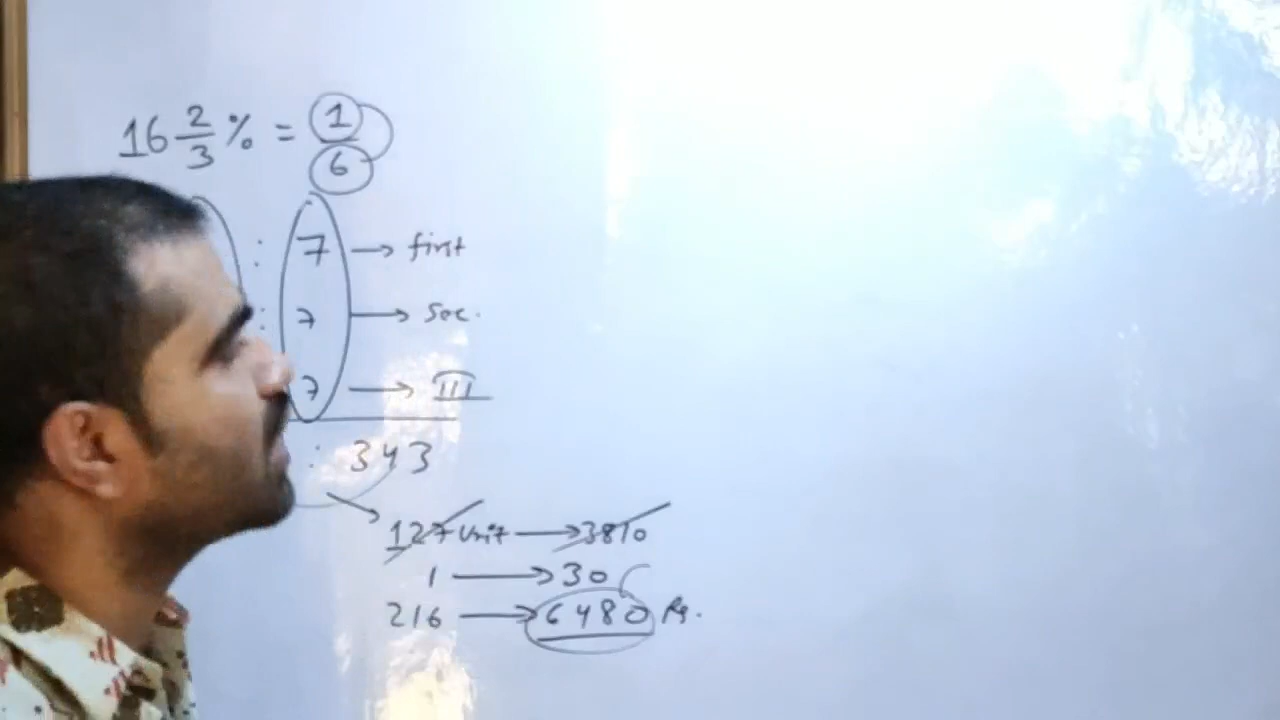 16 2/3 % = 1/6
: 7 → first
: 7 → Sec.
7 → III
: 343
127 Unit → 3810
1 → 30
216 → 6480 Rs.